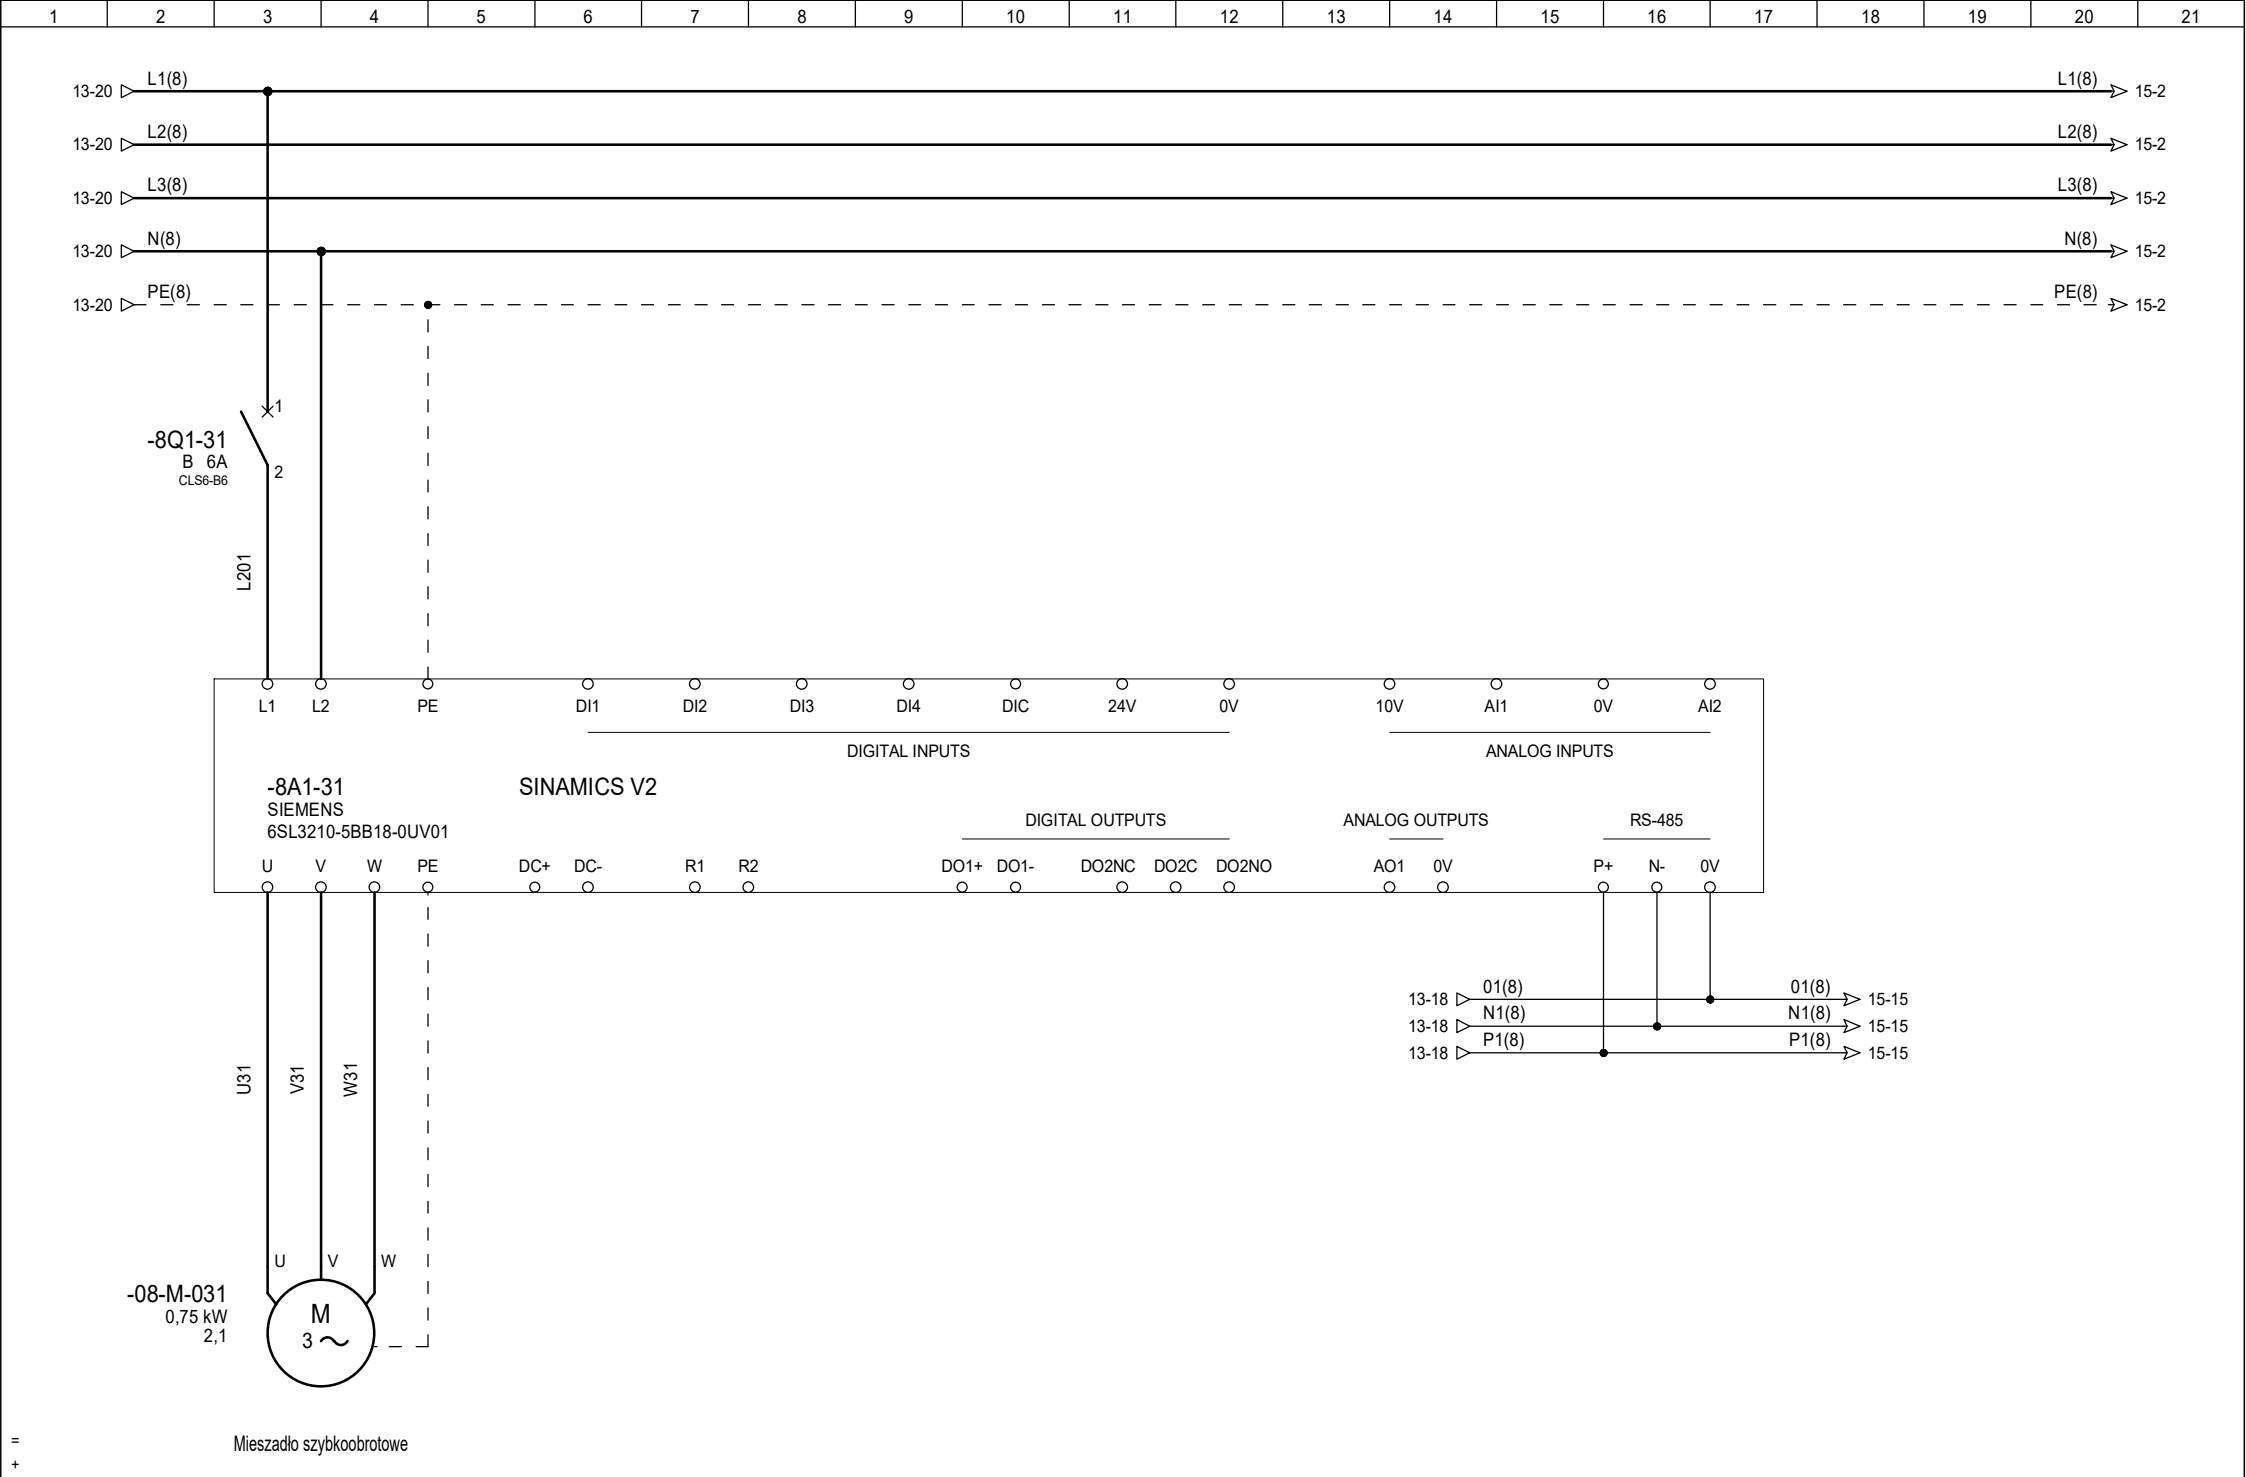 1 2 3 4 5 6 7 8 9 10 11 12 13 14 15 16 17 18 19 20 21
13-20 L1(8) L1(8) 15-2
13-20 L2(8) L2(8) 15-2
13-20 L3(8) L3(8) 15-2
13-20 N(8) N(8) 15-2
13-20 PE(8) PE(8) 15-2
1
-8Q1-31
B 6A
2
CLS6-B6
L201
L1 L2 PE DI1 DI2 DI3 DI4 DIC 24V 0V 10V AI1 0V AI2
DIGITAL INPUTS ANALOG INPUTS
-8A1-31 SINAMICS V2
SIEMENS
6SL3210-5BB18-0UV01
DIGITAL OUTPUTS ANALOG OUTPUTS RS-485
U V W PE DC+ DC- R1 R2 DO1+ DO1- DO2NC DO2C DO2NO AO1 0V P+ N- 0V
13-18 01(8) 01(8) 15-15
13-18 N1(8) N1(8) 15-15
13-18 P1(8) P1(8) 15-15
U31 V31 W31
U V W
-08-M-031
0,75 kW
2,1
M
3
Mieszadło szybkoobrotowe
=
+